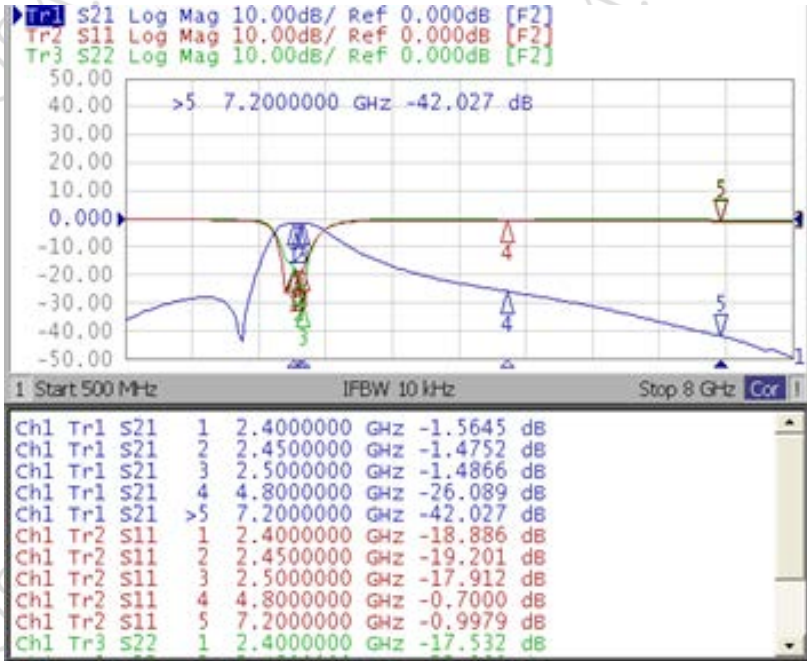 Tr1 S21 Log Mag 10.00dB/ Ref 0.000dB [F2]
Tr2 S11 Log Mag 10.00dB/ Ref 0.000dB [F2]
Tr3 S22 Log Mag 10.00dB/ Ref 0.000dB [F2]
50.00
>5 7.2000000 GHz -42.027 dB
40.00
30.00
20.00
10.00
5
0.000
4
-10.00
-20.00
-30.00
5
-40.00
4
3
-50.00
1
1 Start 500 MHz IFBW 10 kHz Stop 8 GHz Cor !
Ch1 Tr1 S21 1 2.4000000 GHz -1.5645 dB
Ch1 Tr1 S21 2 2.4500000 GHz -1.4752 dB
Ch1 Tr1 S21 3 2.5000000 GHz -1.4866 dB
Ch1 Tr1 S21 4 4.8000000 GHz -26.089 dB
Ch1 Tr1 S21 >5 7.2000000 GHz -42.027 dB
Ch1 Tr2 S11 1 2.4000000 GHz -18.886 dB
Ch1 Tr2 S11 2 2.4500000 GHz -19.201 dB
Ch1 Tr2 S11 3 2.5000000 GHz -17.912 dB
Ch1 Tr2 S11 4 4.8000000 GHz -0.7000 dB
Ch1 Tr2 S11 5 7.2000000 GHz -0.9979 dB
Ch1 Tr3 S22 1 2.4000000 GHz -17.532 dB